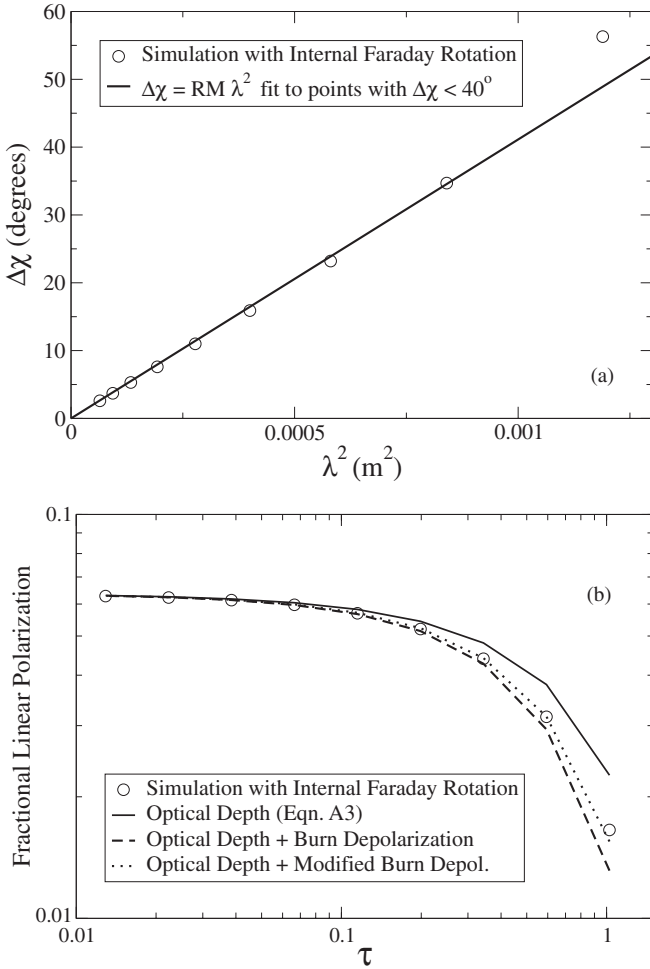 60
50
40
30
20
10
0
Δχ (degrees)
Simulation with Internal Faraday Rotation
Δχ = RM λ² fit to points with Δχ < 40°
(a)
0
0.0005
0.001
λ² (m²)
0.1
0.01
Fractional Linear Polarization
(b)
Simulation with Internal Faraday Rotation
Optical Depth (Eqn. A3)
Optical Depth + Burn Depolarization
Optical Depth + Modified Burn Depol.
0.01
0.1
1
τ